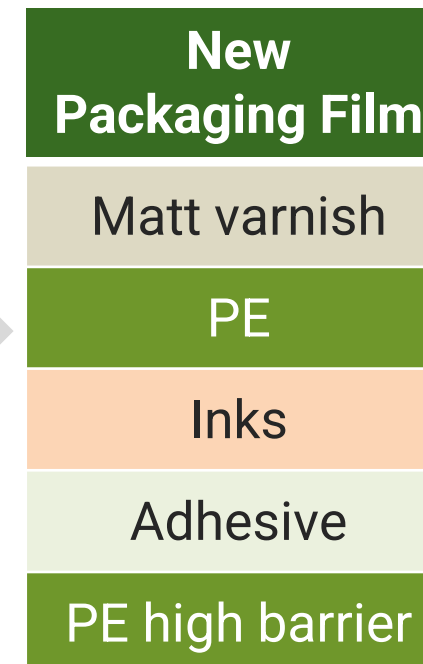 New
Packaging Film
Matt varnish
PE
Inks
Adhesive
PE high barrier